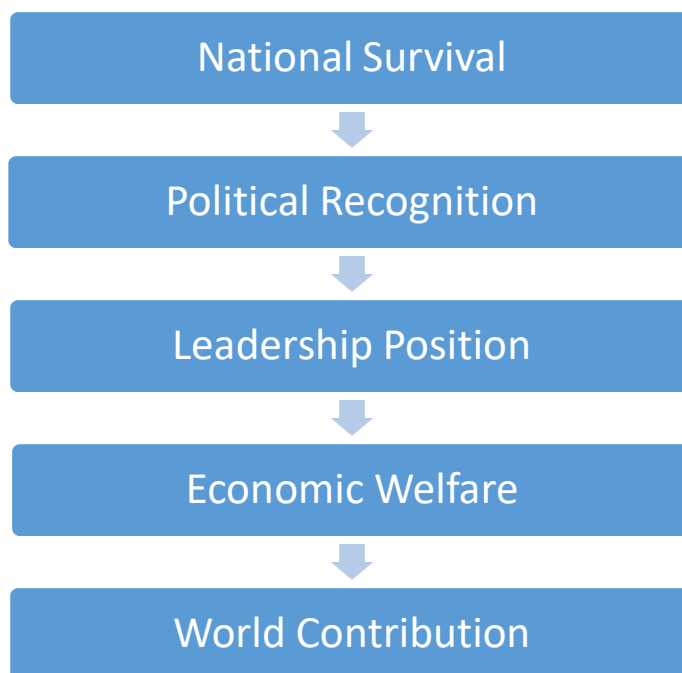 National Survival
Political Recognition
Leadership Position
Economic Welfare
World Contribution